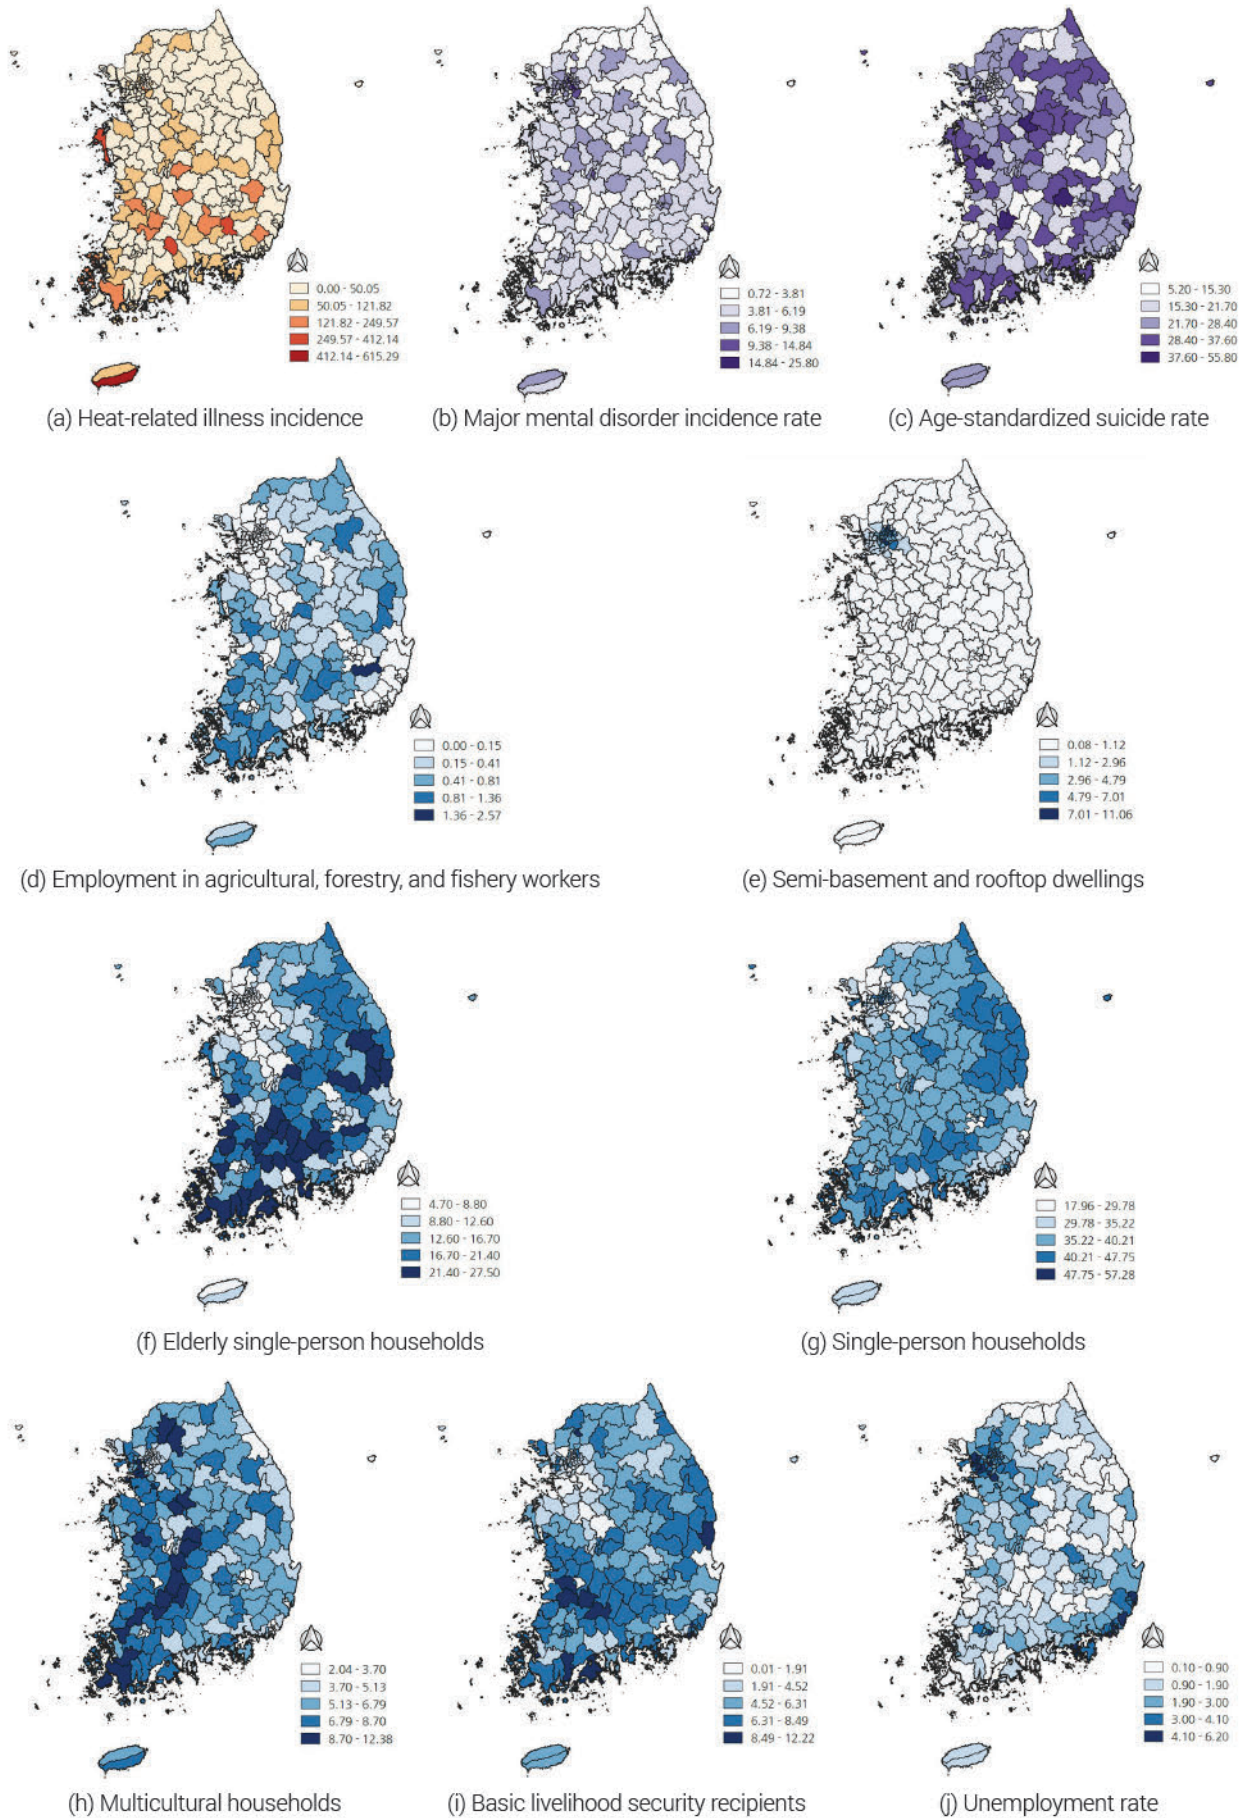 0.00 - 50.05
50.05 - 121.82
121.82 - 249.57
249.57 - 412.14
412.14 - 615.29
(a) Heat-related illness incidence
0.72 - 3.81
3.81 - 6.19
6.19 - 9.38
9.38 - 14.84
14.84 - 25.80
(b) Major mental disorder incidence rate
5.20 - 15.30
15.30 - 21.70
21.70 - 28.40
28.40 - 37.60
37.60 - 55.80
(c) Age-standardized suicide rate
0.00 - 0.15
0.15 - 0.41
0.41 - 0.81
0.81 - 1.36
1.36 - 2.57
(d) Employment in agricultural, forestry, and fishery workers
0.08 - 1.12
1.12 - 2.96
2.96 - 4.79
4.79 - 7.01
7.01 - 11.06
(e) Semi-basement and rooftop dwellings
4.70 - 8.80
8.80 - 12.60
12.60 - 16.70
16.70 - 21.40
21.40 - 27.50
(f) Elderly single-person households
17.96 - 29.78
29.78 - 35.22
35.22 - 40.21
40.21 - 47.75
47.75 - 57.28
(g) Single-person households
2.04 - 3.70
3.70 - 5.13
5.13 - 6.79
6.79 - 8.70
8.70 - 12.38
(h) Multicultural households
0.01 - 1.91
1.91 - 4.52
4.52 - 6.31
6.31 - 8.49
8.49 - 12.22
(i) Basic livelihood security recipients
0.10 - 0.90
0.90 - 1.90
1.90 - 3.00
3.00 - 4.10
4.10 - 6.20
(j) Unemployment rate